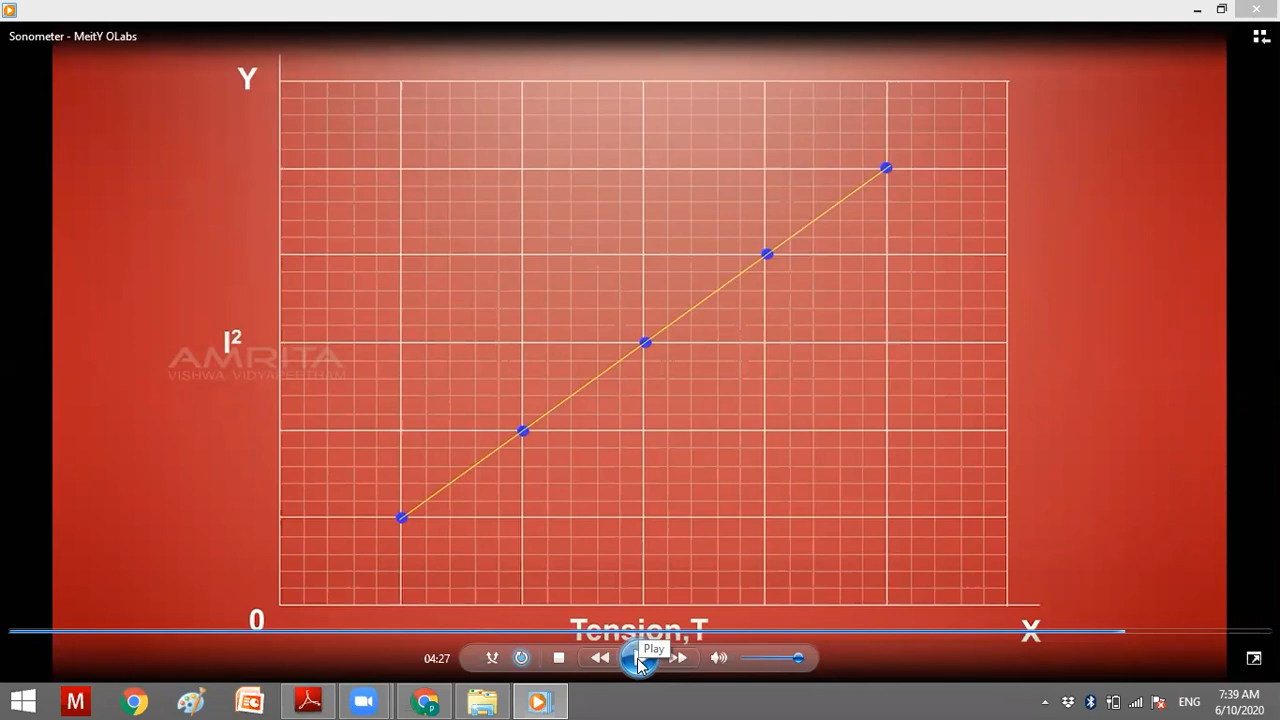 Sonometer - MeitY OLabs
Y
l²
AMRITA
VISHWA VIDYAPEETHAM
0
Tension,T
X
Play
04:27
M
P
ENG
7:39 AM
6/10/2020